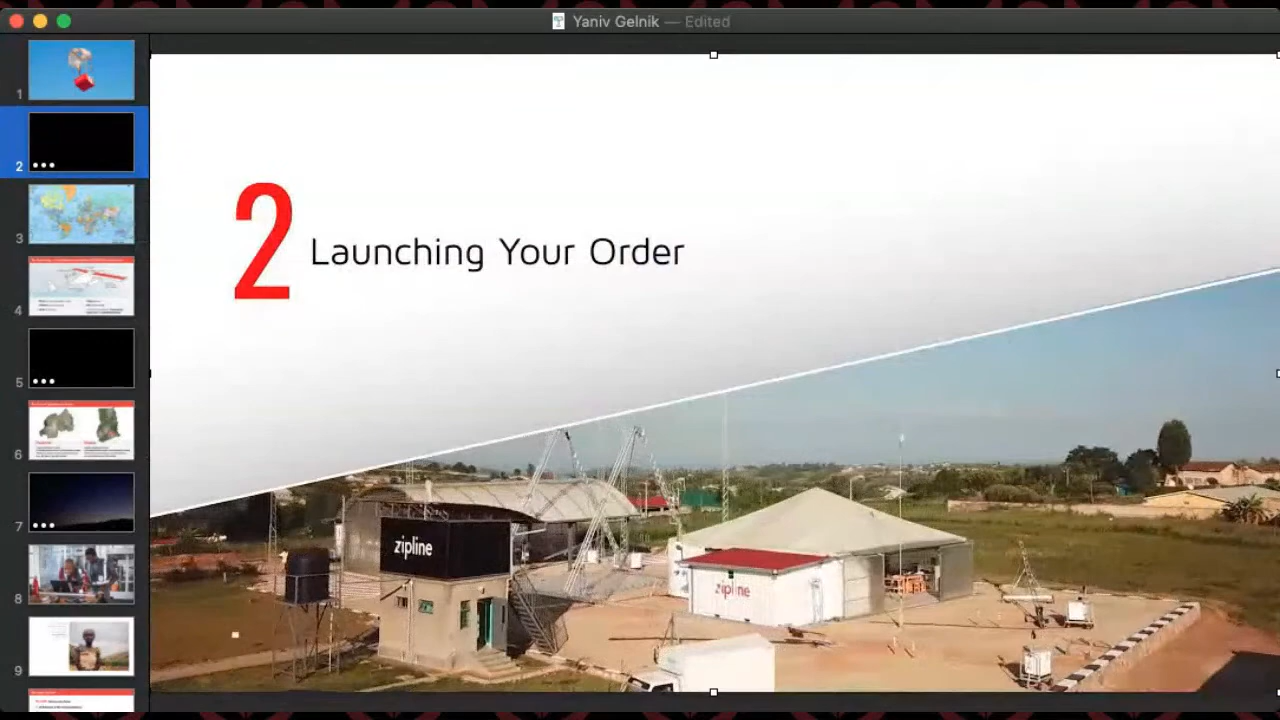 Yaniv Gelnik — Edited
1
2
3
4
5
6
7
8
9
2 Launching Your Order
zipline
zipline